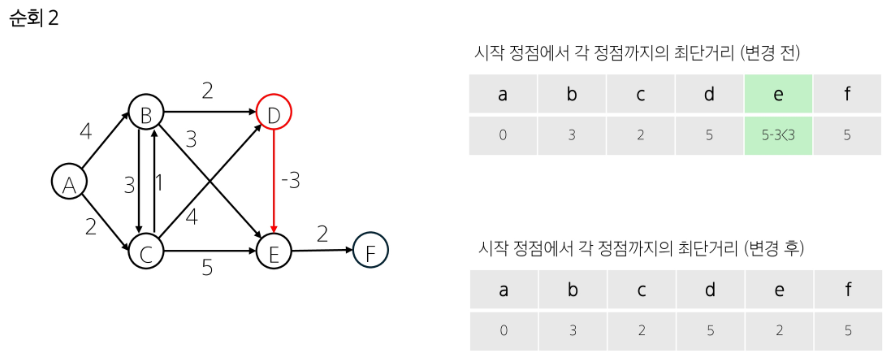 순회 2
시작 정점에서 각 정점까지의 최단거리 (변경 전)
a b c d e f
0 3 2 5 5-3<3 5
시작 정점에서 각 정점까지의 최단거리 (변경 후)
a b c d e f
0 3 2 5 2 5
2
B D
4 3
A 3 1 -3
2 4 2
C E F
5